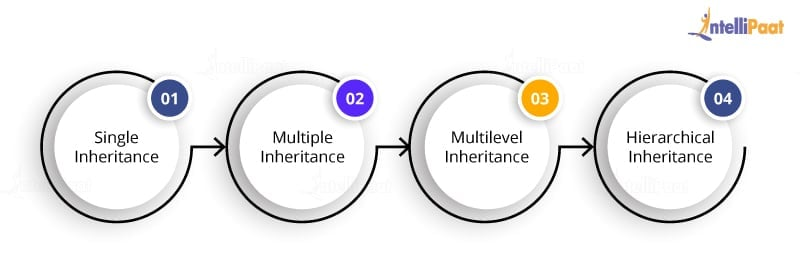 IntelliPaat
01
02
03
04
Single
Inheritance
Multiple
Inheritance
Multilevel
Inheritance
Hierarchical
Inheritance